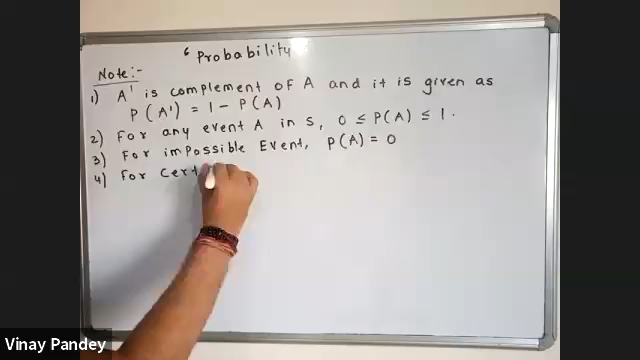 6 Probability
Note:-
1) A' is complement of A and it is given as
P(A') = 1 - P(A)
2) For any event A in s, 0 ≤ P(A) ≤ 1.
3) For impossible Event, P(A) = 0
4) For Cert
Vinay Pandey